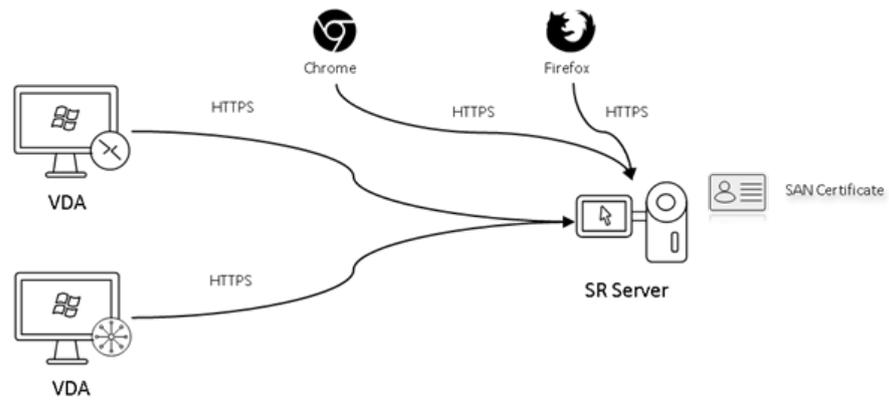 Chrome
Firefox
HTTPS
HTTPS
HTTPS
VDA
SAN Certificate
HTTPS
SR Server
VDA